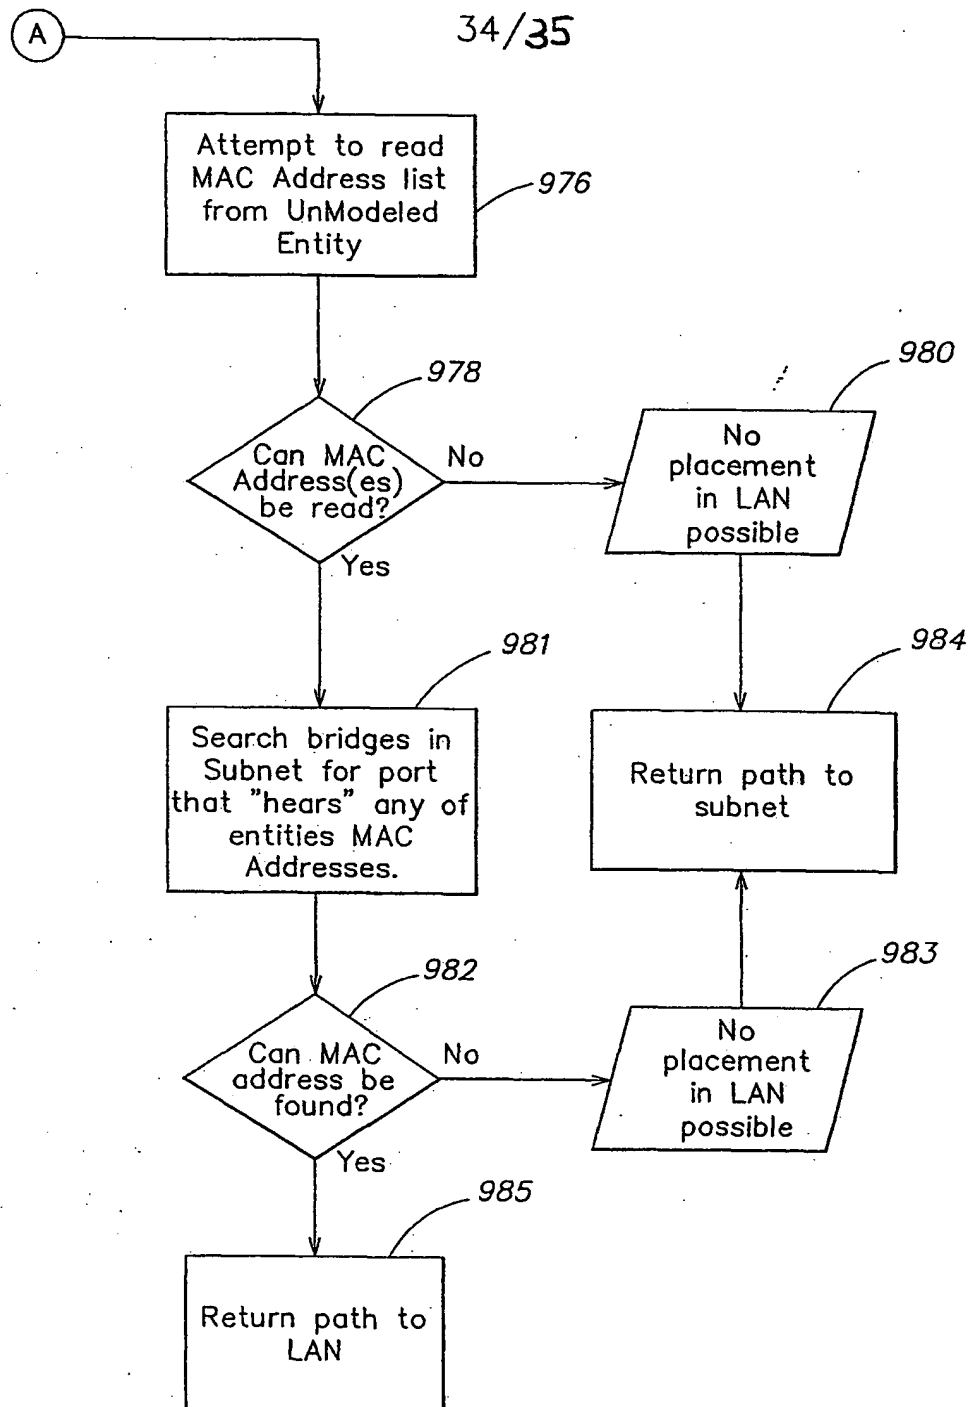 A
34/35
Attempt to read
MAC Address list
from UnModeled
Entity
976
978
Can MAC
Address(es)
be read?
No
Yes
980
No
placement
in LAN
possible
981
Search bridges in
Subnet for port
that "hears" any of
entities MAC
Addresses.
984
Return path to
subnet
982
Can MAC
address be
found?
No
Yes
983
No
placement
in LAN
possible
985
Return path to
LAN